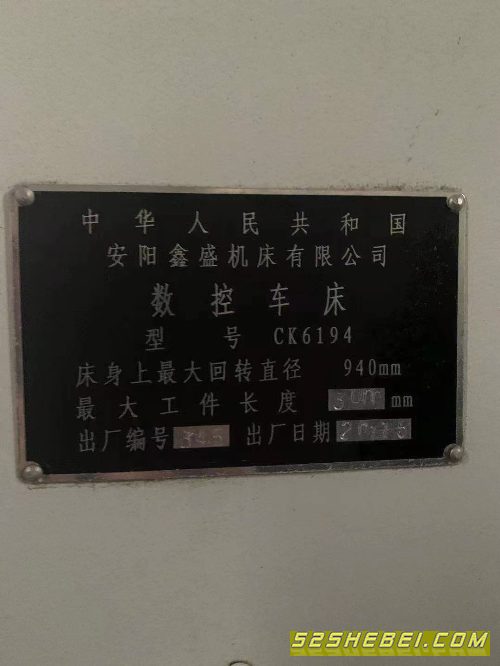 中华人民共和国
安阳鑫盛机床有限公司
数控车床
型 号 CK6194
床身上最大回转直径 940mm
最大工件长度 mm
出厂编号 出厂日期
52SHEBEI.COM